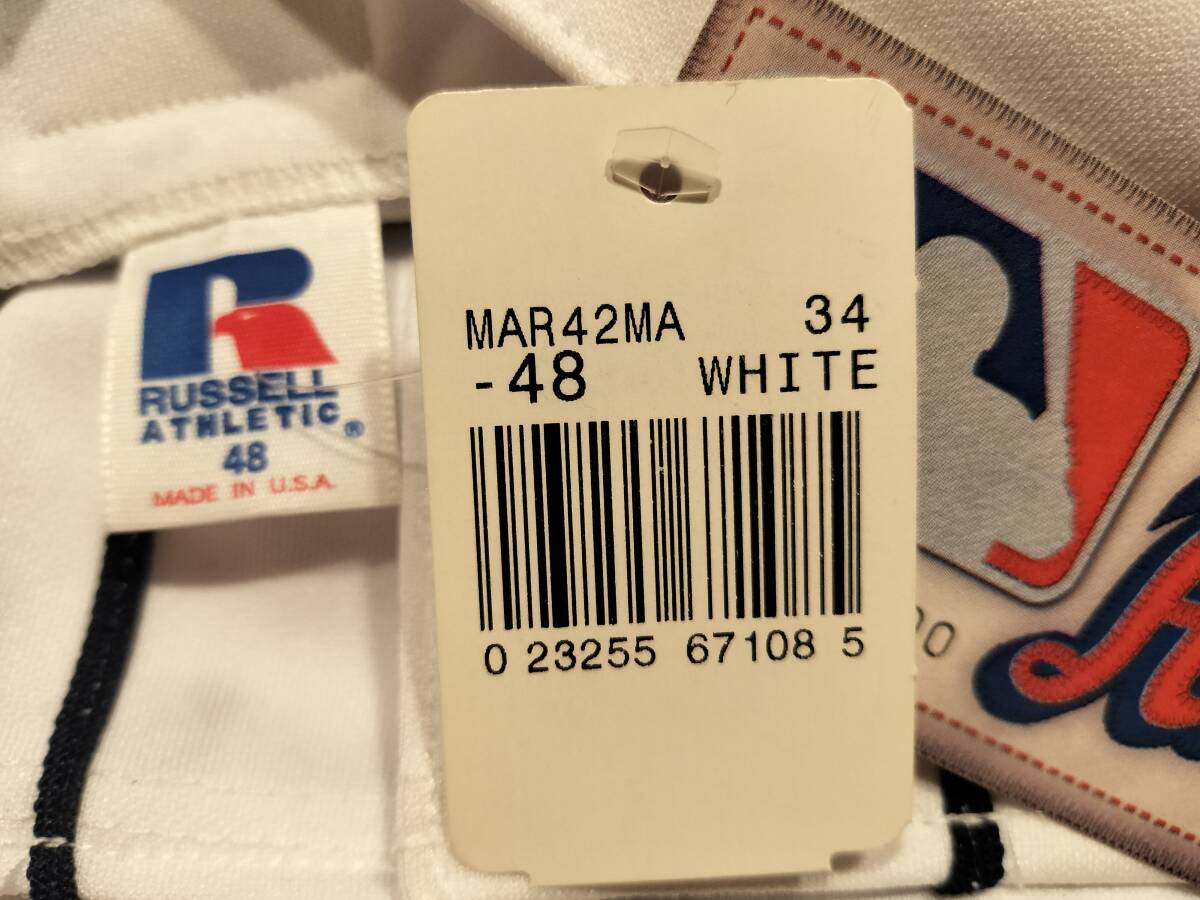 RUSSELL
ATHLETIC®
48
MADE IN U.S.A.
MAR42MA 34
-48 WHITE
0 23255 67108 5